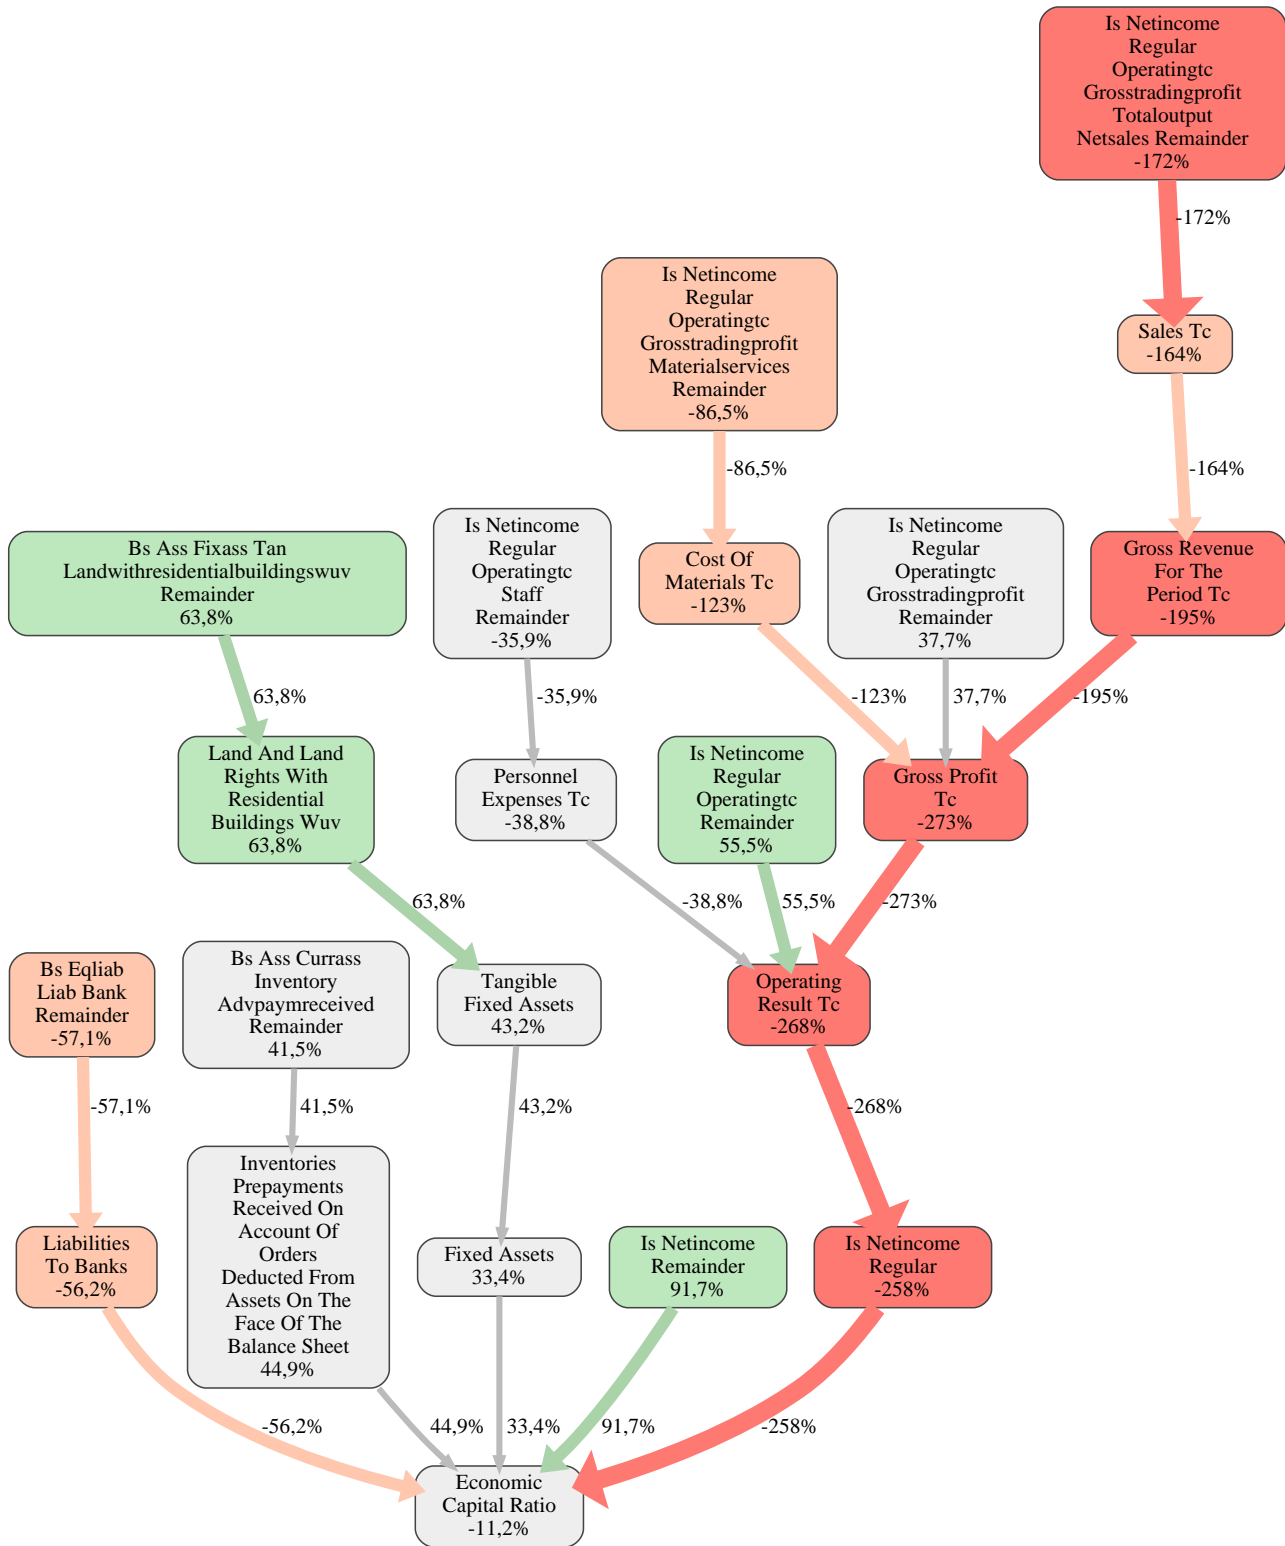 Is Netincome
Regular
Operatingtc
Grosstradingprofit
Totaloutput
Netsales Remainder
-172%
-172%
Is Netincome
Regular
Operatingtc
Grosstradingprofit
Materialservices
Remainder
-86,5%
Sales Tc
-164%
-86,5%
-164%
Bs Ass Fixass Tan
Landwithresidentialbuildingswuv
Remainder
63,8%
Is Netincome
Regular
Operatingtc
Staff
Remainder
-35,9%
Cost Of
Materials Tc
-123%
Is Netincome
Regular
Operatingtc
Grosstradingprofit
Remainder
37,7%
Gross Revenue
For The
Period Tc
-195%
63,8%
-35,9%
-123%
37,7%
-195%
Land And Land
Rights With
Residential
Buildings Wuv
63,8%
Personnel
Expenses Tc
-38,8%
Is Netincome
Regular
Operatingtc
Remainder
55,5%
Gross Profit
Tc
-273%
63,8%
-38,8%
55,5%
-273%
Bs Eqliab
Liab Bank
Remainder
-57,1%
Bs Ass Currass
Inventory
Advpaymreceived
Remainder
41,5%
Tangible
Fixed Assets
43,2%
Operating
Result Tc
-268%
-57,1%
41,5%
43,2%
-268%
Liabilities
To Banks
-56,2%
Inventories
Prepayments
Received On
Account Of
Orders
Deducted From
Assets On The
Face Of The
Balance Sheet
44,9%
Fixed Assets
33,4%
Is Netincome
Remainder
91,7%
Is Netincome
Regular
-258%
-56,2%
44,9%
33,4%
91,7%
-258%
Economic
Capital Ratio
-11,2%